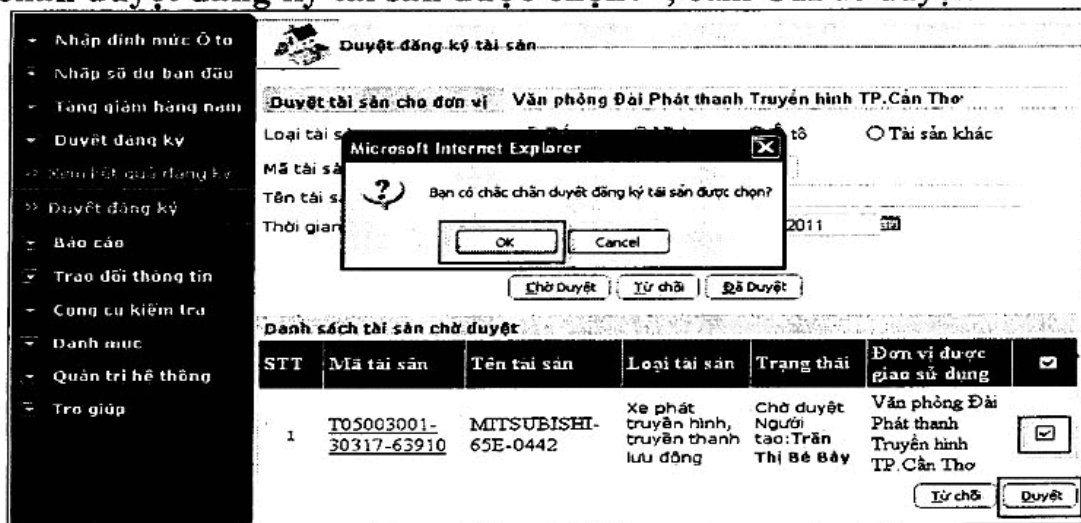 Nhập định mức Ô tô
Nhập số dư ban đầu
Tăng giảm hàng năm
Duyệt đăng ký
Xem kết quả đăng ký
Duyệt đăng ký
Báo cáo
Trao đổi thông tin
Công cụ kiểm tra
Danh mục
Quản trị hệ thống
Trợ giúp
Duyệt đăng ký tài sản
Duyệt tài sản cho đơn vị Văn phòng Đài Phát thanh Truyền hình TP.Cần Thơ
Loại tài tô Tài sản khác
Mã tài
Tên tài
Thời gian 2011
Microsoft Internet Explorer
Bạn có chắc chắn duyệt đăng ký tài sản được chọn?
OK Cancel
Chờ Duyệt Từ chối Đã Duyệt
Danh sách tài sản chờ duyệt
STT Mã tài sản Tên tài sản Loại tài sản Trạng thái Đơn vị được giao sử dụng
1
T05003001-
30317-63910
MITSUBISHI-
65E-0442
Xe phát
truyền hình,
truyền thanh
lưu động
Chờ duyệt
Người
tạo:Trần
Thị Bé Bảy
Văn phòng Đài
Phát thanh
Truyền hình
TP.Cần Thơ
Từ chối Duyệt